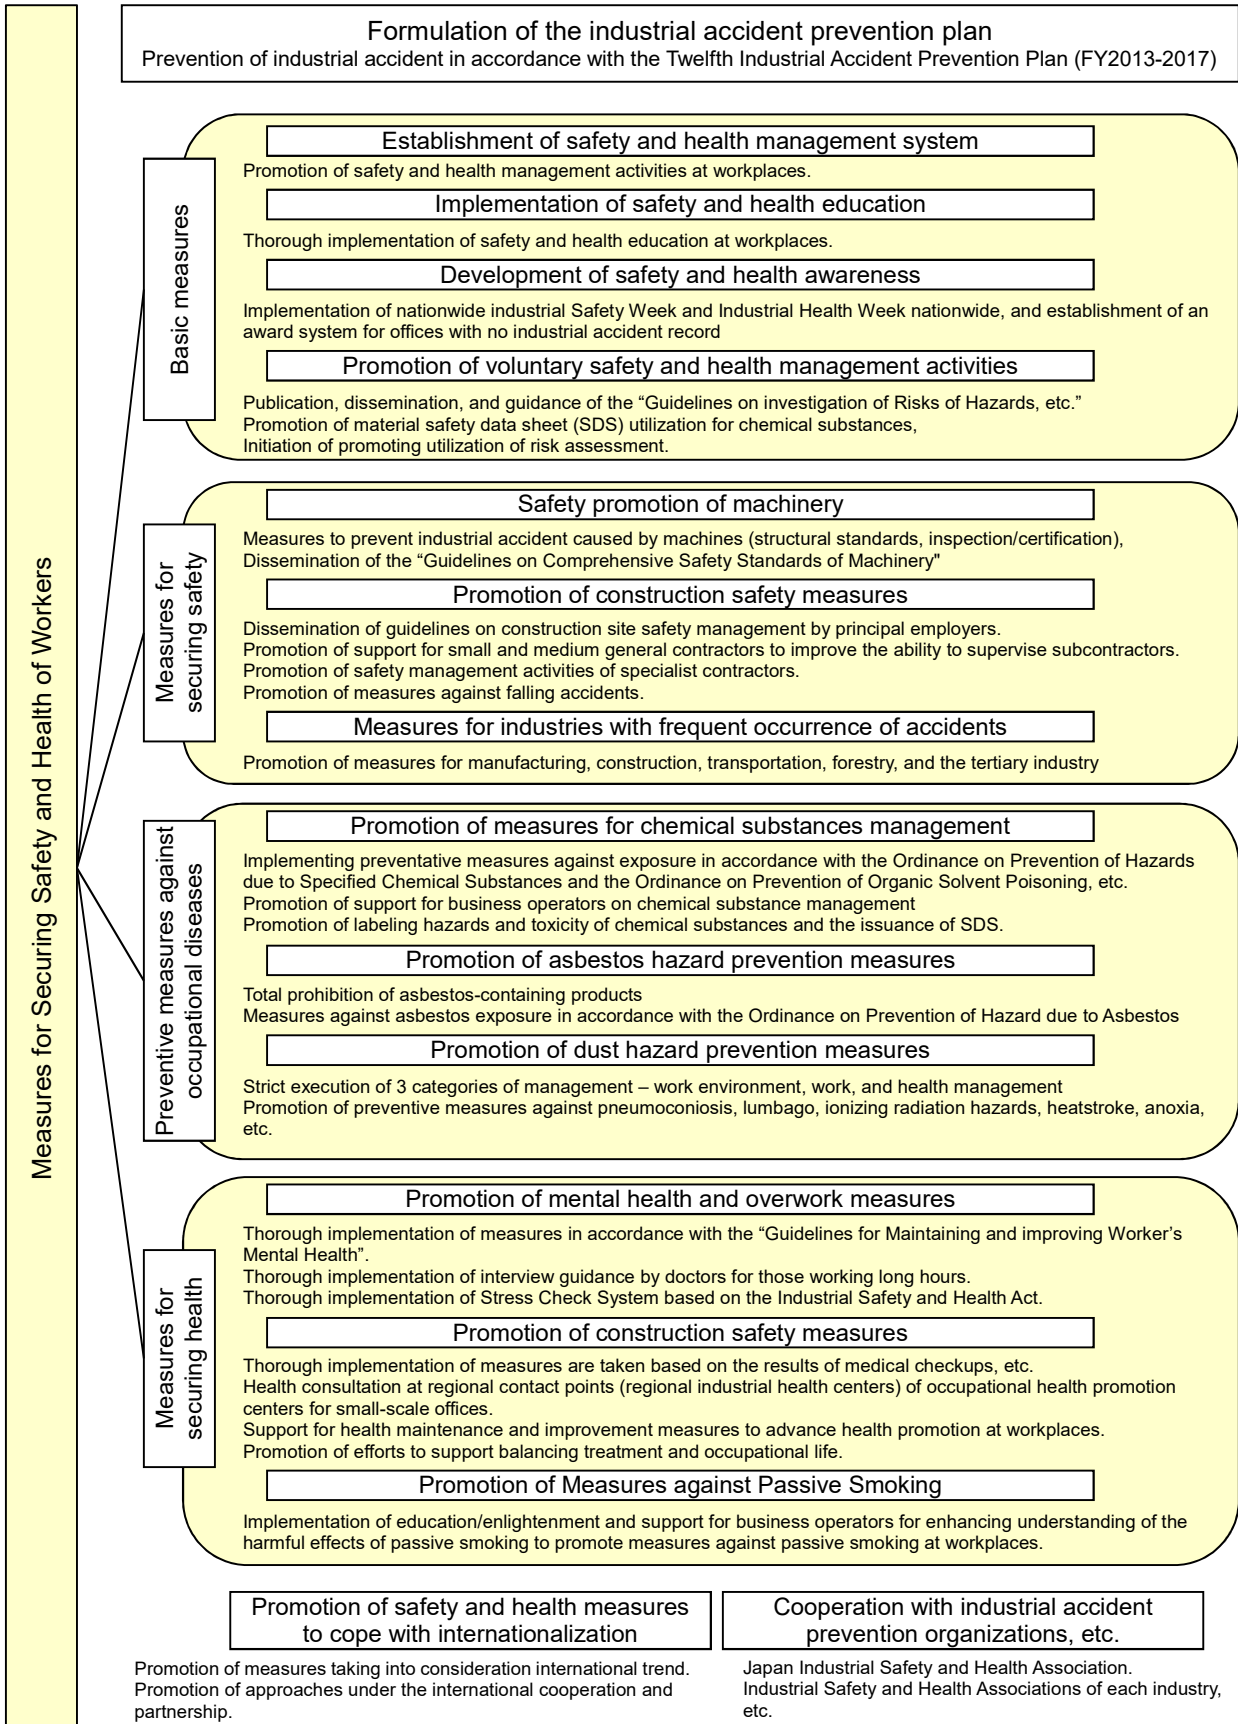 Measures for Securing Safety and Health of Workers
Formulation of the industrial accident prevention plan
Prevention of industrial accident in accordance with the Twelfth Industrial Accident Prevention Plan (FY2013-2017)
Basic measures
Establishment of safety and health management system
Promotion of safety and health management activities at workplaces.
Implementation of safety and health education
Thorough implementation of safety and health education at workplaces.
Development of safety and health awareness
Implementation of nationwide industrial Safety Week and Industrial Health Week nationwide, and establishment of an
award system for offices with no industrial accident record
Promotion of voluntary safety and health management activities
Publication, dissemination, and guidance of the “Guidelines on investigation of Risks of Hazards, etc.”
Promotion of material safety data sheet (SDS) utilization for chemical substances,
Initiation of promoting utilization of risk assessment.
Measures for
securing safety
Safety promotion of machinery
Measures to prevent industrial accident caused by machines (structural standards, inspection/certification),
Dissemination of the “Guidelines on Comprehensive Safety Standards of Machinery"
Promotion of construction safety measures
Dissemination of guidelines on construction site safety management by principal employers.
Promotion of support for small and medium general contractors to improve the ability to supervise subcontractors.
Promotion of safety management activities of specialist contractors.
Promotion of measures against falling accidents.
Measures for industries with frequent occurrence of accidents
Promotion of measures for manufacturing, construction, transportation, forestry, and the tertiary industry
Preventive measures against
occupational diseases
Promotion of measures for chemical substances management
Implementing preventative measures against exposure in accordance with the Ordinance on Prevention of Hazards
due to Specified Chemical Substances and the Ordinance on Prevention of Organic Solvent Poisoning, etc.
Promotion of support for business operators on chemical substance management
Promotion of labeling hazards and toxicity of chemical substances and the issuance of SDS.
Promotion of asbestos hazard prevention measures
Total prohibition of asbestos-containing products
Measures against asbestos exposure in accordance with the Ordinance on Prevention of Hazard due to Asbestos
Promotion of dust hazard prevention measures
Strict execution of 3 categories of management – work environment, work, and health management
Promotion of preventive measures against pneumoconiosis, lumbago, ionizing radiation hazards, heatstroke, anoxia,
etc.
Measures for
securing health
Promotion of mental health and overwork measures
Thorough implementation of measures in accordance with the “Guidelines for Maintaining and improving Worker’s
Mental Health”.
Thorough implementation of interview guidance by doctors for those working long hours.
Thorough implementation of Stress Check System based on the Industrial Safety and Health Act.
Promotion of construction safety measures
Thorough implementation of measures are taken based on the results of medical checkups, etc.
Health consultation at regional contact points (regional industrial health centers) of occupational health promotion
centers for small-scale offices.
Support for health maintenance and improvement measures to advance health promotion at workplaces.
Promotion of efforts to support balancing treatment and occupational life.
Promotion of Measures against Passive Smoking
Implementation of education/enlightenment and support for business operators for enhancing understanding of the
harmful effects of passive smoking to promote measures against passive smoking at workplaces.
Promotion of safety and health measures
to cope with internationalization
Promotion of measures taking into consideration international trend.
Promotion of approaches under the international cooperation and
partnership.
Cooperation with industrial accident
prevention organizations, etc.
Japan Industrial Safety and Health Association.
Industrial Safety and Health Associations of each industry,
etc.